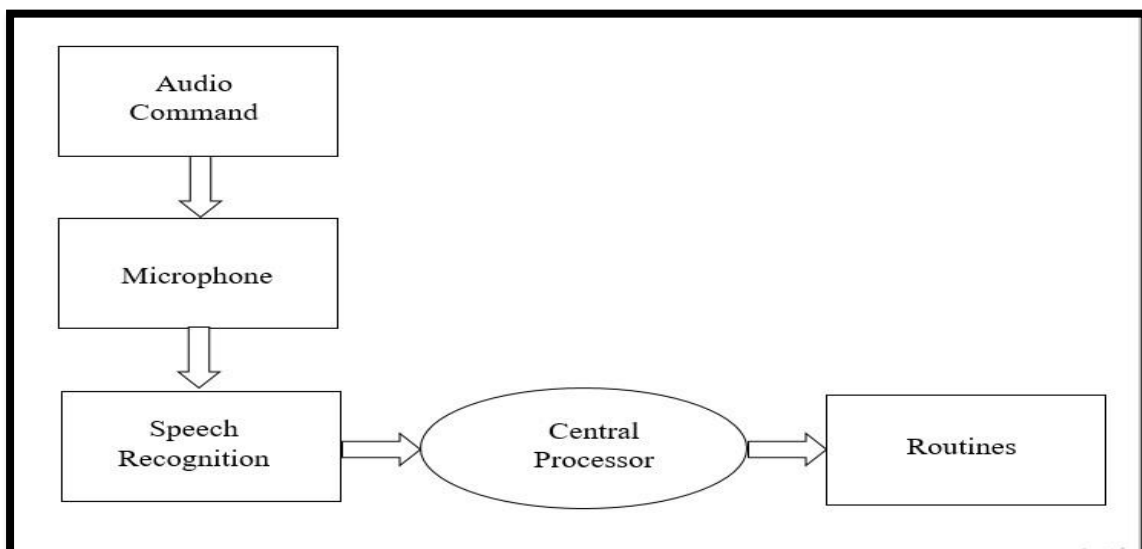 Audio
Command
Microphone
Speech
Recognition
Central
Processor
Routines